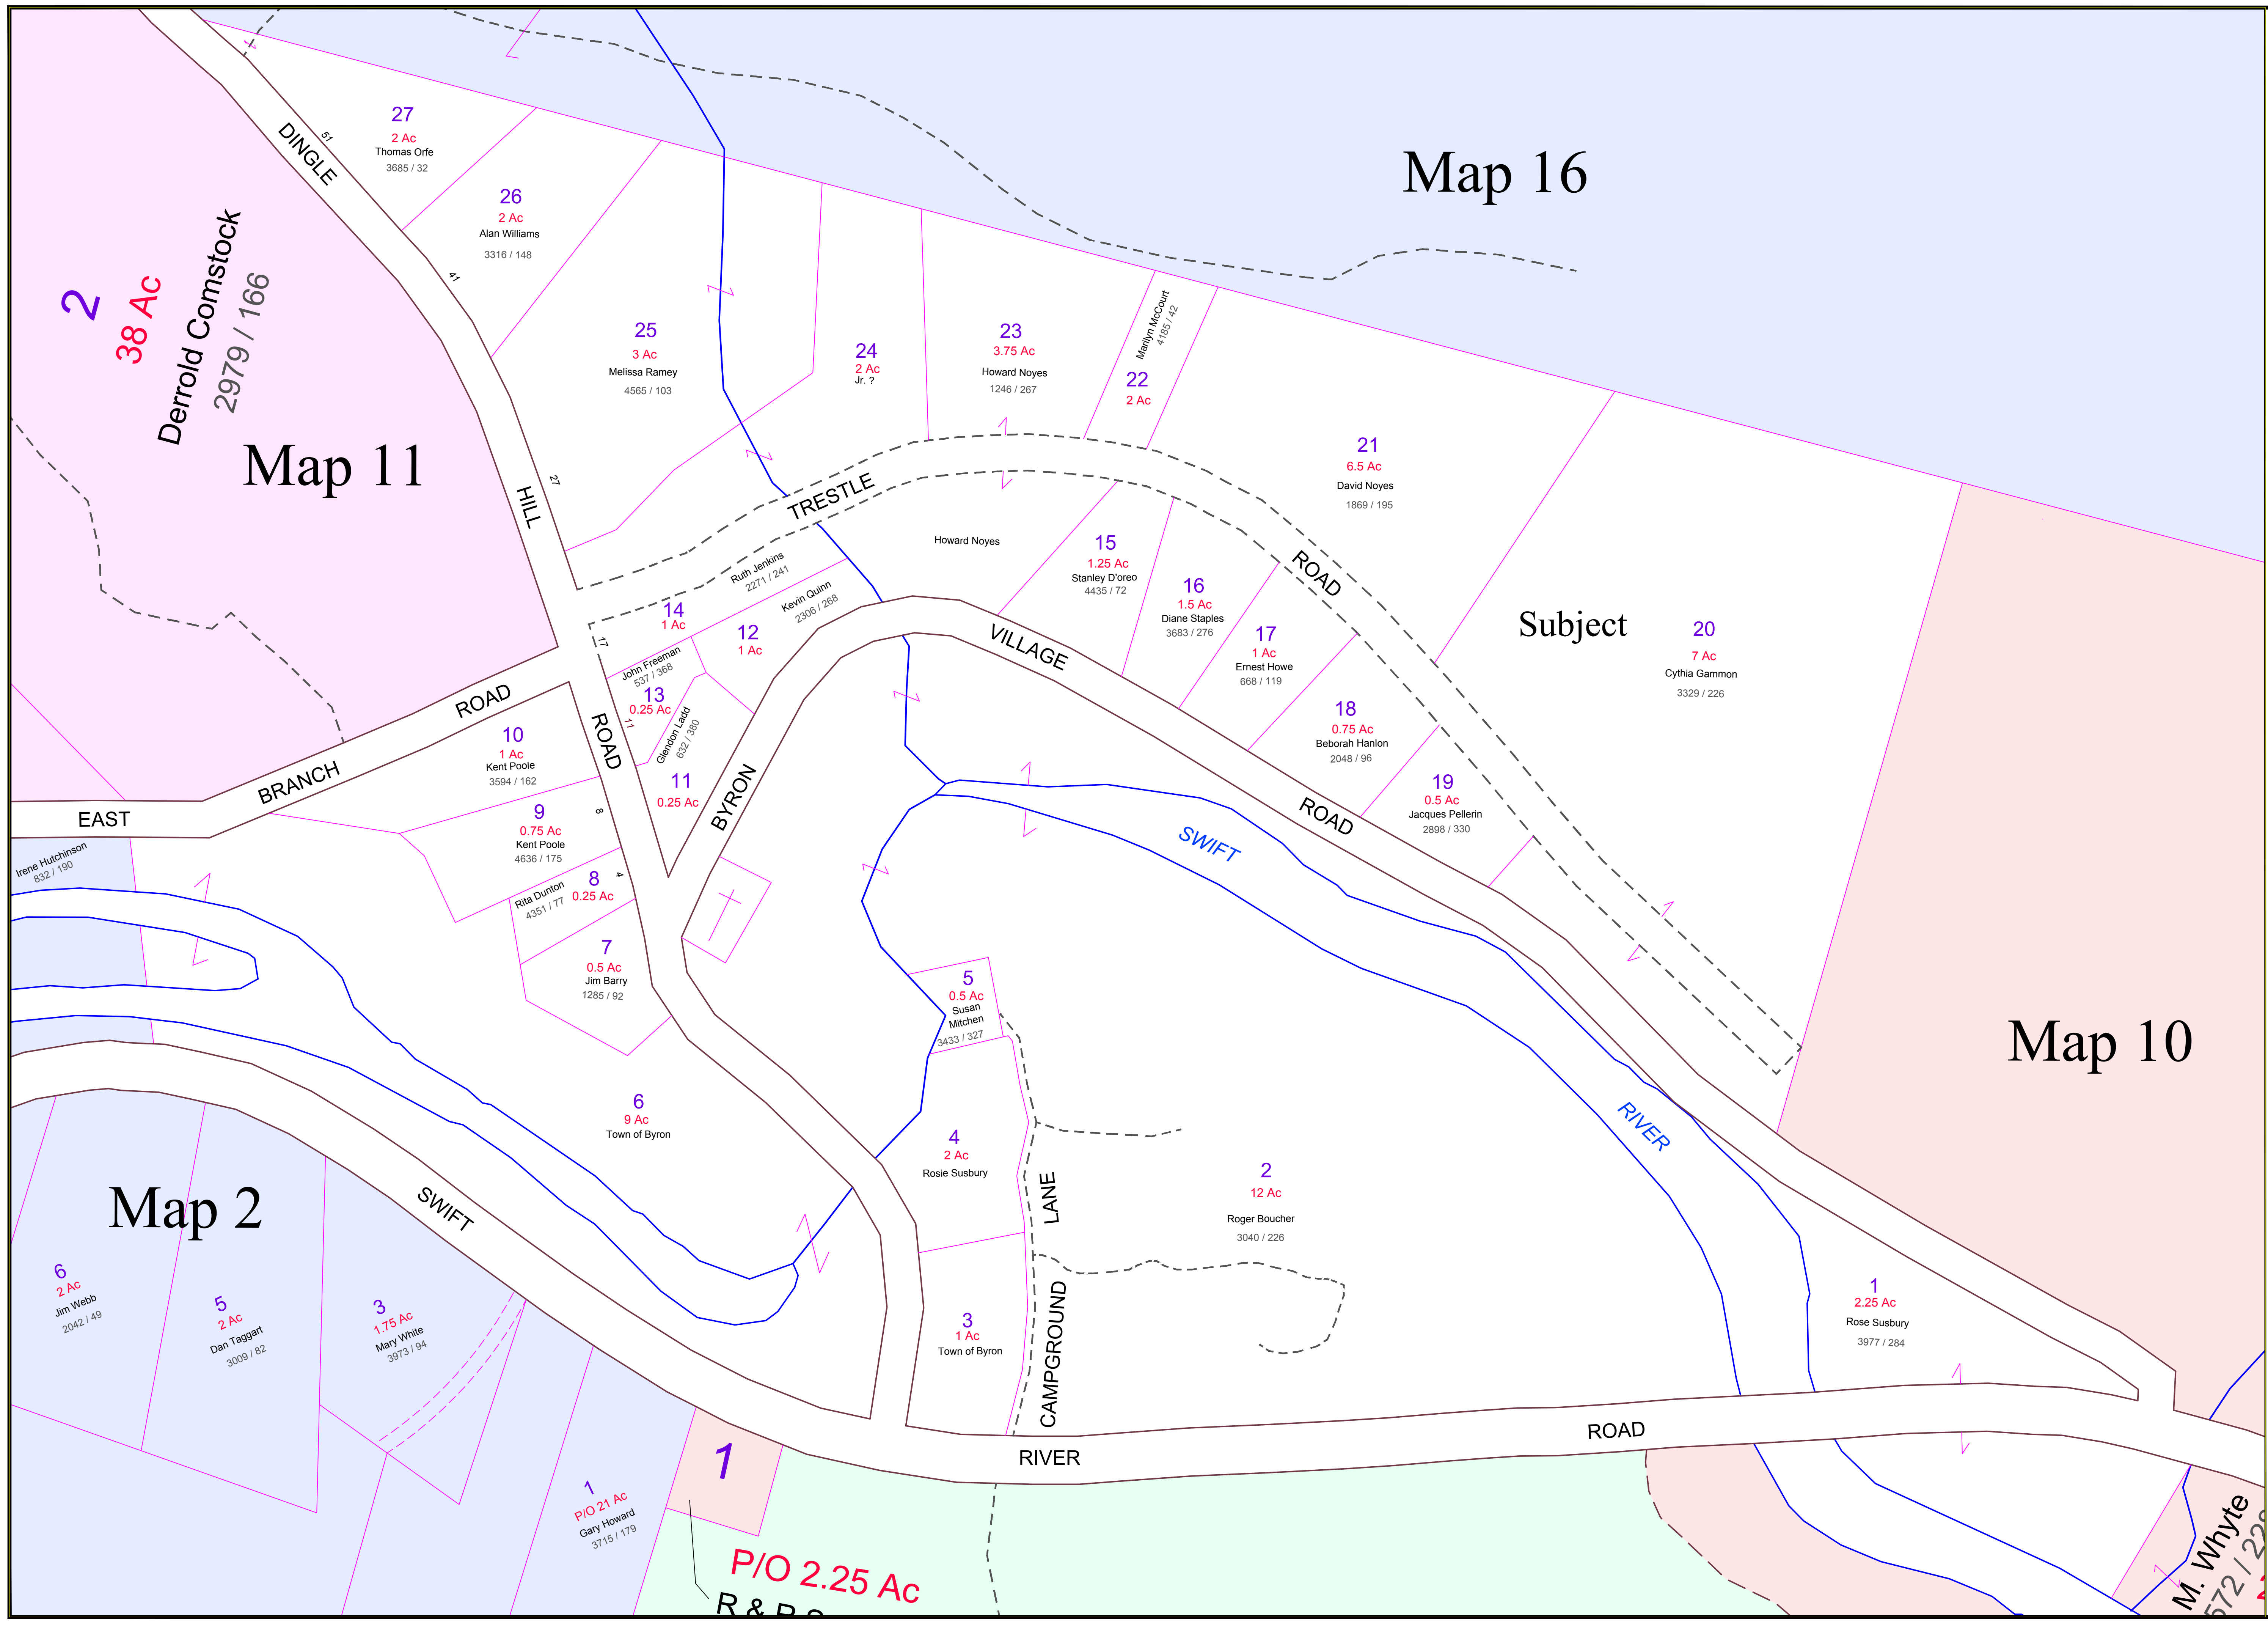 Map 16
27
2 Ac
Thomas Orfe
3685 / 32
51
DINGLE
26
2 Ac
Alan Williams
3316 / 148
41
2
38 Ac
Derrold Comstock
2979 / 166
Map 11
25
3 Ac
Melissa Ramey
4565 / 103
24
2 Ac
Jr. ?
23
3.75 Ac
Howard Noyes
1246 / 267
Marilyn McCourt
4185 / 42
22
2 Ac
21
6.5 Ac
David Noyes
1869 / 195
27
HILL
TRESTLE
ROAD
Howard Noyes
15
1.25 Ac
Stanley D'oreo
4435 / 72
16
1.5 Ac
Diane Staples
3683 / 276
17
1 Ac
Ernest Howe
668 / 119
Subject
20
7 Ac
Cythia Gammon
3329 / 226
Ruth Jenkins
2271 / 241
14
1 Ac
Kevin Quinn
2306 / 268
12
1 Ac
17
John Freeman
537 / 368
13
0.25 Ac
11
Glendon Ladd
632 / 380
11
0.25 Ac
VILLAGE
ROAD
BYRON
18
0.75 Ac
Beborah Hanlon
2048 / 96
19
0.5 Ac
Jacques Pellerin
2898 / 330
ROAD
ROAD
BRANCH
EAST
10
1 Ac
Kent Poole
3594 / 162
9
0.75 Ac
Kent Poole
4636 / 175
8
Rita Dunton
4351 / 77
8
0.25 Ac
4
7
0.5 Ac
Jim Barry
1285 / 92
Irene Hutchinson
832 / 190
SWIFT
RIVER
5
0.5 Ac
Susan
Mitchen
3433 / 327
Map 10
6
9 Ac
Town of Byron
4
2 Ac
Rosie Susbury
2
12 Ac
Roger Boucher
3040 / 226
LANE
CAMPGROUND
Map 2
SWIFT
6
2 Ac
Jim Webb
2042 / 49
5
2 Ac
Dan Taggart
3009 / 82
3
1.75 Ac
Mary White
3973 / 94
3
1 Ac
Town of Byron
1
2.25 Ac
Rose Susbury
3977 / 284
RIVER
ROAD
1
P/O 21 Ac
Gary Howard
3715 / 179
1
P/O 2.25 Ac
R &
M. Whyte